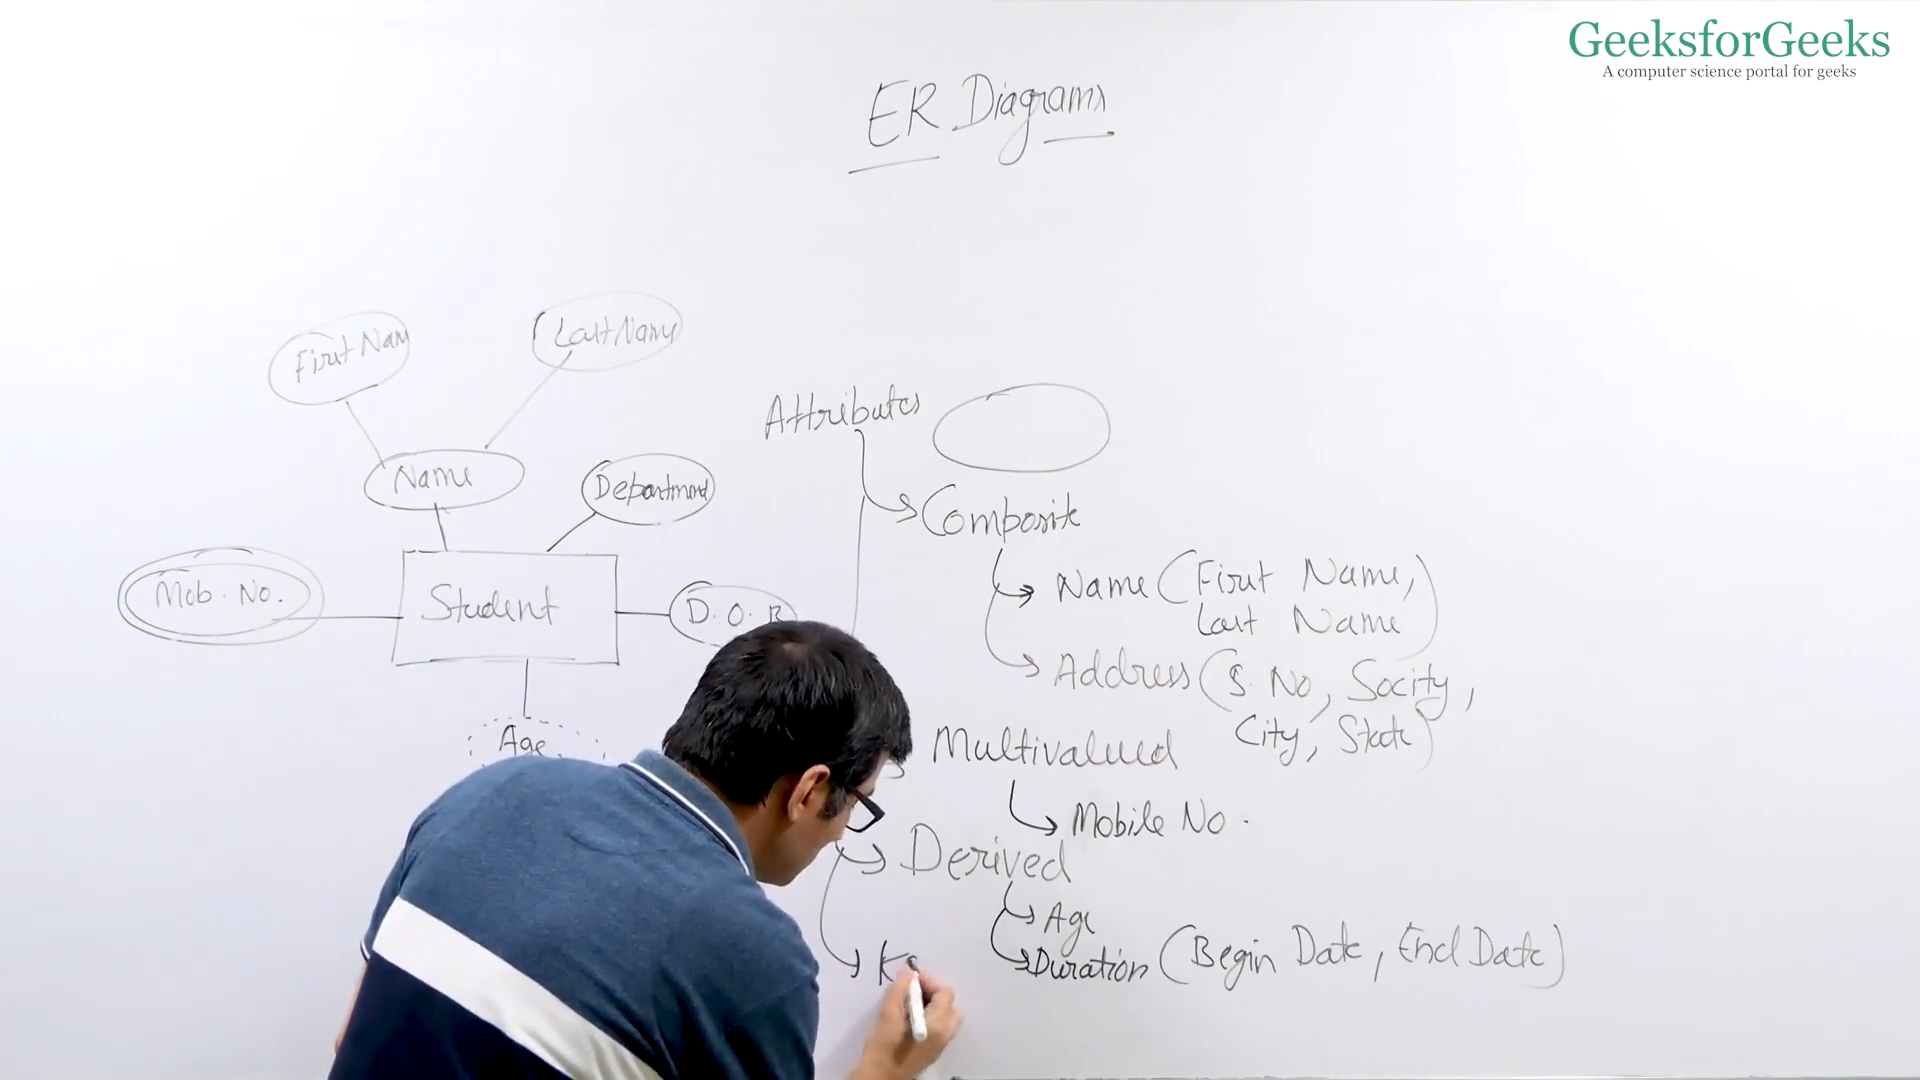 GeeksforGeeks
A computer science portal for geeks
ER Diagrams
First Nam
Last Name
Name
Department
Mob. No.
Student
D.O.B
Age
Attributes
Composite
Name (First Name,
Last Name)
Address (S. No, Socity,
City, State)
Multivalued
Mobile No.
Derived
Age
Duration (Begin Date, End Date)
Ke